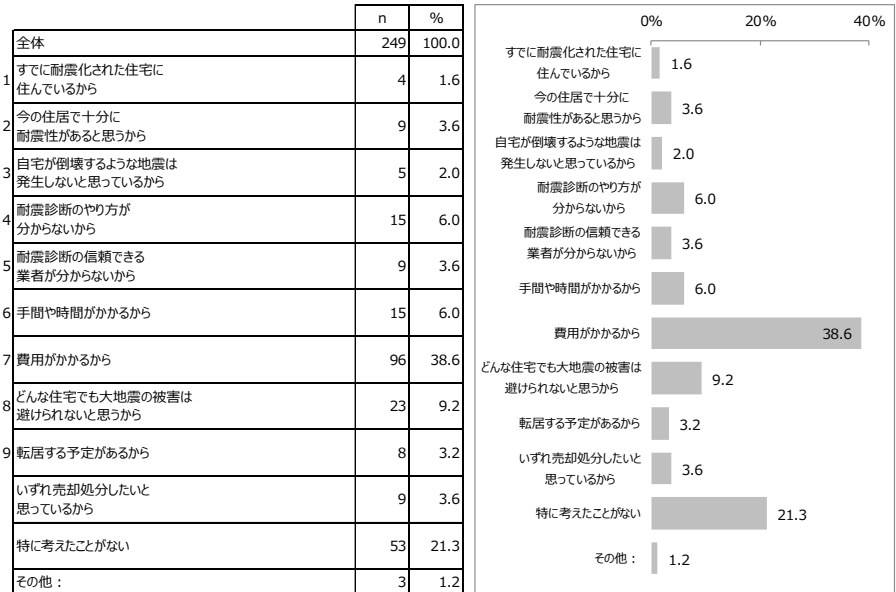 n %
全体 249 100.0
1 すでに耐震化された住宅に
住んでいるから 4 1.6
2 今の住居で十分に
耐震性があると思うから 9 3.6
3 自宅が倒壊するような地震は
発生しないと思っているから 5 2.0
4 耐震診断のやり方が
分からないから 15 6.0
5 耐震診断の信頼できる
業者が分からないから 9 3.6
6 手間や時間がかかるから 15 6.0
7 費用がかかるから 96 38.6
8 どんな住宅でも大地震の被害は
避けられないと思うから 23 9.2
9 転居する予定があるから 8 3.2
いずれ売却処分したいと
思っているから 9 3.6
特に考えたことがない 53 21.3
その他： 3 1.2
0% 20% 40%
すでに耐震化された住宅に
住んでいるから 1.6
今の住居で十分に
耐震性があると思うから 3.6
自宅が倒壊するような地震は
発生しないと思っているから 2.0
耐震診断のやり方が
分からないから 6.0
耐震診断の信頼できる
業者が分からないから 3.6
手間や時間がかかるから 6.0
費用がかかるから 38.6
どんな住宅でも大地震の被害は
避けられないと思うから 9.2
転居する予定があるから 3.2
いずれ売却処分したいと
思っているから 3.6
特に考えたことがない 21.3
その他： 1.2